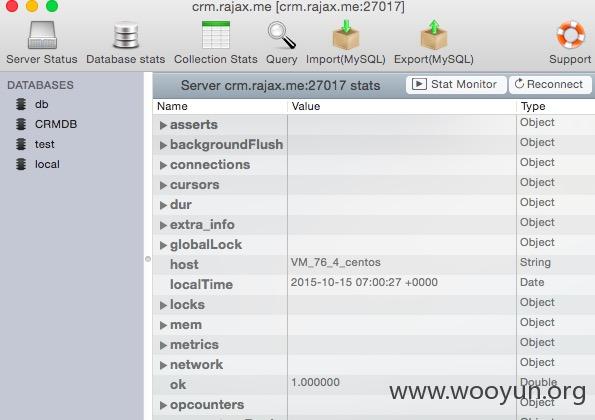 crm.rajax.me [crm.rajax.me:27017]
Server Status Database stats Collection Stats Query Import(MySQL) Export(MySQL) Support
DATABASES
db
CRMDB
test
local
Server crm.rajax.me:27017 stats Stat Monitor Reconnect
Name Value Type
asserts Object
backgroundFlush Object
connections Object
cursors Object
dur Object
extra_info Object
globalLock Object
host VM_76_4_centos String
localTime 2015-10-15 07:00:27 +0000 Date
locks Object
mem Object
metrics Object
network Object
ok 1.000000 Double
opcounters Object
www.wooyun.org